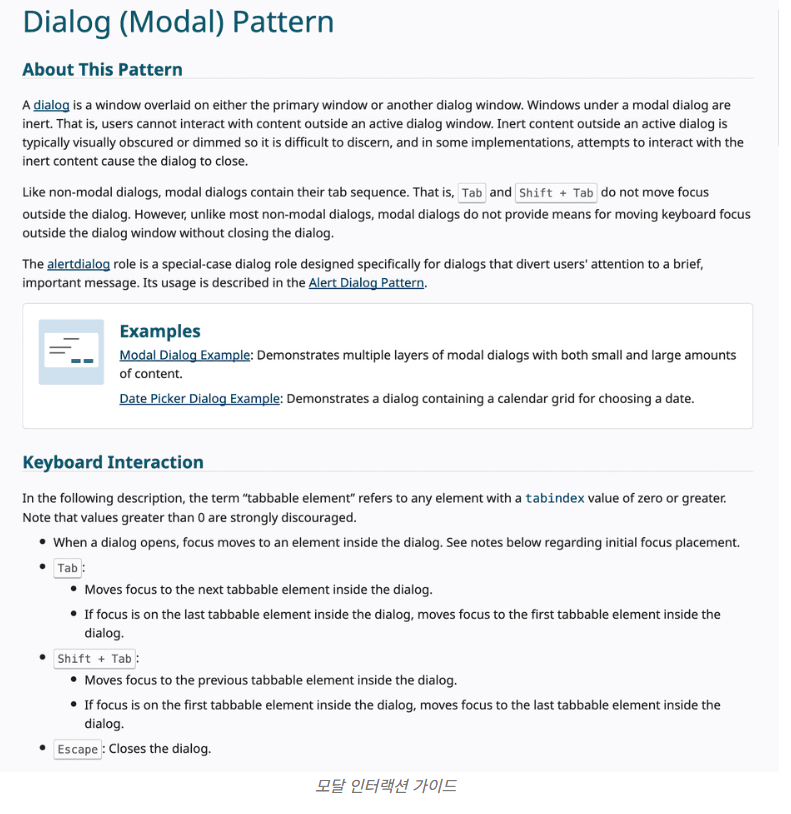 Dialog (Modal) Pattern
About This Pattern
A dialog is a window overlaid on either the primary window or another dialog window. Windows under a modal dialog are
inert. That is, users cannot interact with content outside an active dialog window. Inert content outside an active dialog is
typically visually obscured or dimmed so it is difficult to discern, and in some implementations, attempts to interact with the
inert content cause the dialog to close.
Like non-modal dialogs, modal dialogs contain their tab sequence. That is, Tab and Shift + Tab do not move focus
outside the dialog. However, unlike most non-modal dialogs, modal dialogs do not provide means for moving keyboard focus
outside the dialog window without closing the dialog.
The alertdialog role is a special-case dialog role designed specifically for dialogs that divert users' attention to a brief,
important message. Its usage is described in the Alert Dialog Pattern.
Examples
Modal Dialog Example: Demonstrates multiple layers of modal dialogs with both small and large amounts
of content.
Date Picker Dialog Example: Demonstrates a dialog containing a calendar grid for choosing a date.
Keyboard Interaction
In the following description, the term “tabbable element” refers to any element with a tabindex value of zero or greater.
Note that values greater than 0 are strongly discouraged.
• When a dialog opens, focus moves to an element inside the dialog. See notes below regarding initial focus placement.
• Tab:
• Moves focus to the next tabbable element inside the dialog.
• If focus is on the last tabbable element inside the dialog, moves focus to the first tabbable element inside the
dialog.
• Shift + Tab:
• Moves focus to the previous tabbable element inside the dialog.
• If focus is on the first tabbable element inside the dialog, moves focus to the last tabbable element inside the
dialog.
• Escape: Closes the dialog.
모달 인터랙션 가이드